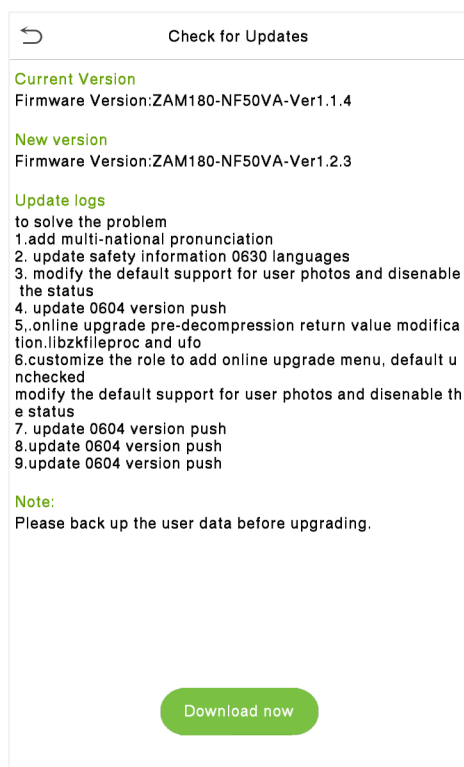 Check for Updates
Current Version
Firmware Version:ZAM180-NF50VA-Ver1.1.4
New version
Firmware Version:ZAM180-NF50VA-Ver1.2.3
Update logs
to solve the problem
1.add multi-national pronunciation
2. update safety information 0630 languages
3. modify the default support for user photos and disenable
the status
4. update 0604 version push
5,.online upgrade pre-decompression return value modifica
tion.libzkfileproc and ufo
6.customize the role to add online upgrade menu, default u
nchecked
modify the default support for user photos and disenable th
e status
7. update 0604 version push
8.update 0604 version push
9.update 0604 version push
Note:
Please back up the user data before upgrading.
Download now